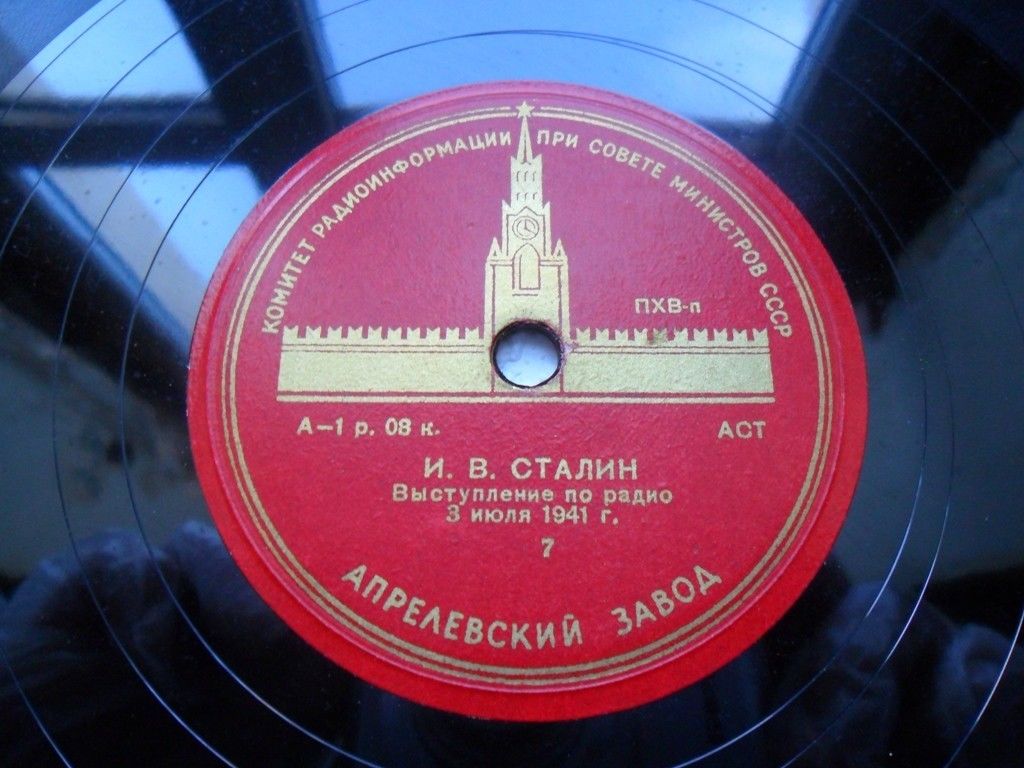 КОМИТЕТ РАДИОИНФОРМАЦИИ ПРИ СОВЕТЕ МИНИСТРОВ СССР
ПХВ-п
А-1 р. 08 к.
АСТ
И. В. СТАЛИН
Выступление по радио
3 июля 1941 г.
7
АПРЕЛЕВСКИЙ ЗАВОД